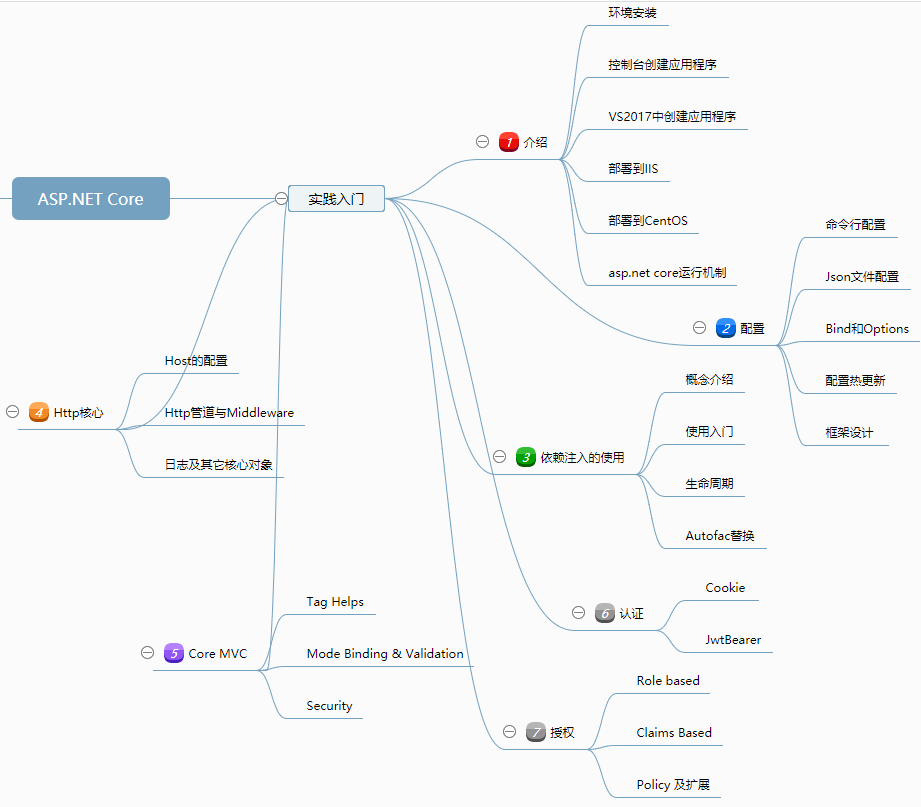 ASP.NET Core
实践入门
1 介绍
环境安装
控制台创建应用程序
VS2017中创建应用程序
部署到IIS
部署到CentOS
asp.net core运行机制
2 配置
命令行配置
Json文件配置
Bind和Options
配置热更新
框架设计
3 依赖注入的使用
概念介绍
使用入门
生命周期
Autofac替换
4 Http核心
Host的配置
Http管道与Middleware
日志及其它核心对象
5 Core MVC
Tag Helps
Mode Binding & Validation
Security
6 认证
Cookie
JwtBearer
7 授权
Role based
Claims Based
Policy 及扩展